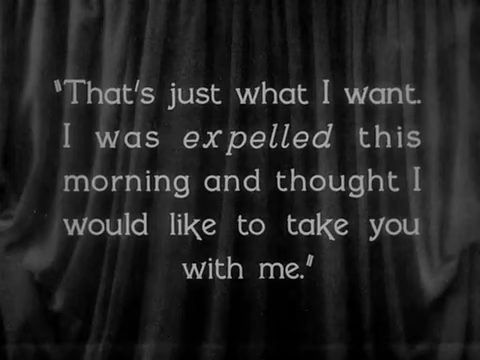 "That's just what I want.
I was expelled this
morning and thought I
would like to take you
with me."